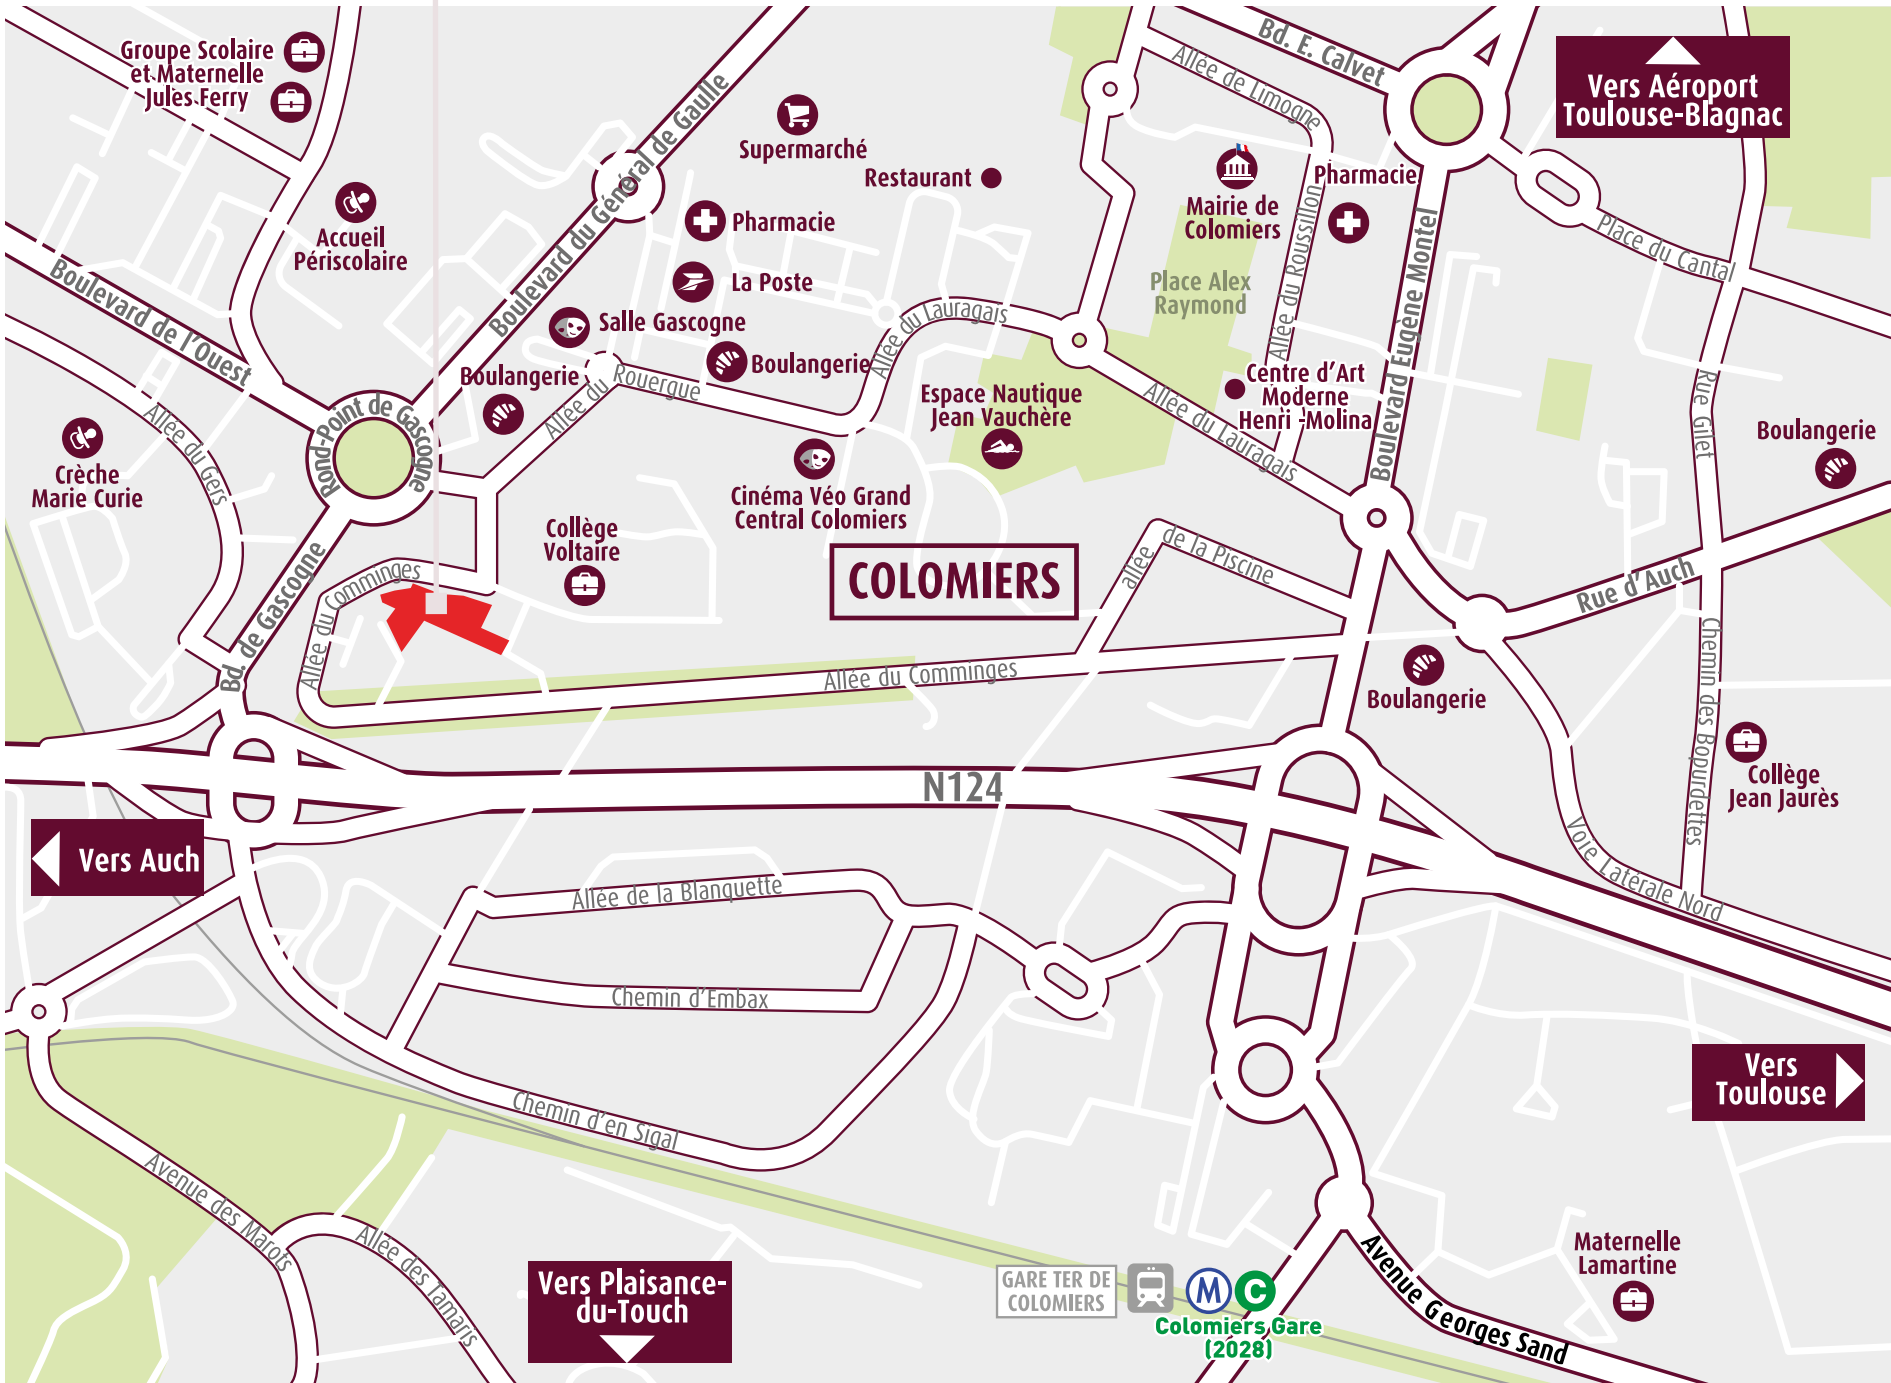 Groupe Scolaire
et Maternelle
Jules Ferry
Bd. E. Calvet
Allée de Limogne
Vers Aéroport
Toulouse-Blagnac
Boulevard du Général de Gaulle
Supermarché
Restaurant
Pharmacie
Mairie de
Colomiers
Pharmacie
Accueil
Périscolaire
Place du Cantal
La Poste
Place Alex
Raymond
Allée du Roussillon
Boulevard Eugène Montel
Boulevard de l'Ouest
Salle Gascogne
Allée du Lauragais
Boulangerie
Boulangerie
Allée du
Rouergue
Espace Nautique
Jean Vauchère
Centre d'Art
Moderne
Henri -Molina
Allée du Lauragais
Rue Gilet
Boulangerie
Allée du Gers
Rond-Point de Gascogne
Crèche
Marie Curie
Cinéma Véo Grand
Central Colomiers
Collège
Voltaire
COLOMIERS
allée
de la Piscine
Rue d'Auch
Bd. de Gascogne
Allée du Comminges
Allée du Comminges
Boulangerie
Chemin des Bopurdettes
N124
Collège
Jean Jaurès
Vers Auch
Voie Latérale Nord
Allée de la Blanquette
Chemin d'Embax
Chemin d'en Sigal
Vers
Toulouse
Avenue des Marots
Allée des Tamaris
Vers Plaisance-
du-Touch
GARE TER DE
COLOMIERS
M
C
Colomiers Gare
(2028)
Avenue Georges Sand
Maternelle
Lamartine